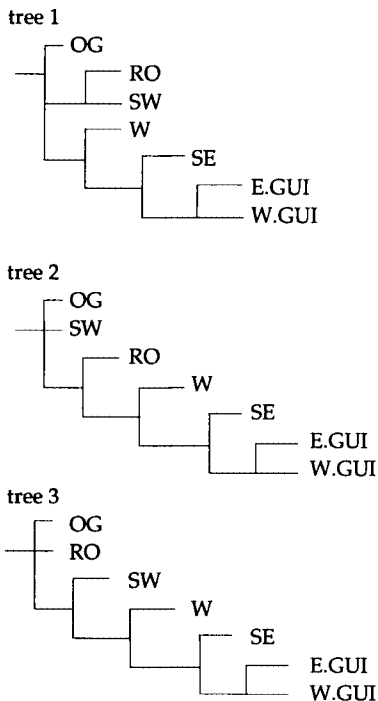 tree 1
OG
RO
SW
W
SE
E.GUI
W.GUI
tree 2
OG
SW
RO
W
SE
E.GUI
W.GUI
tree 3
OG
RO
SW
W
SE
E.GUI
W.GUI